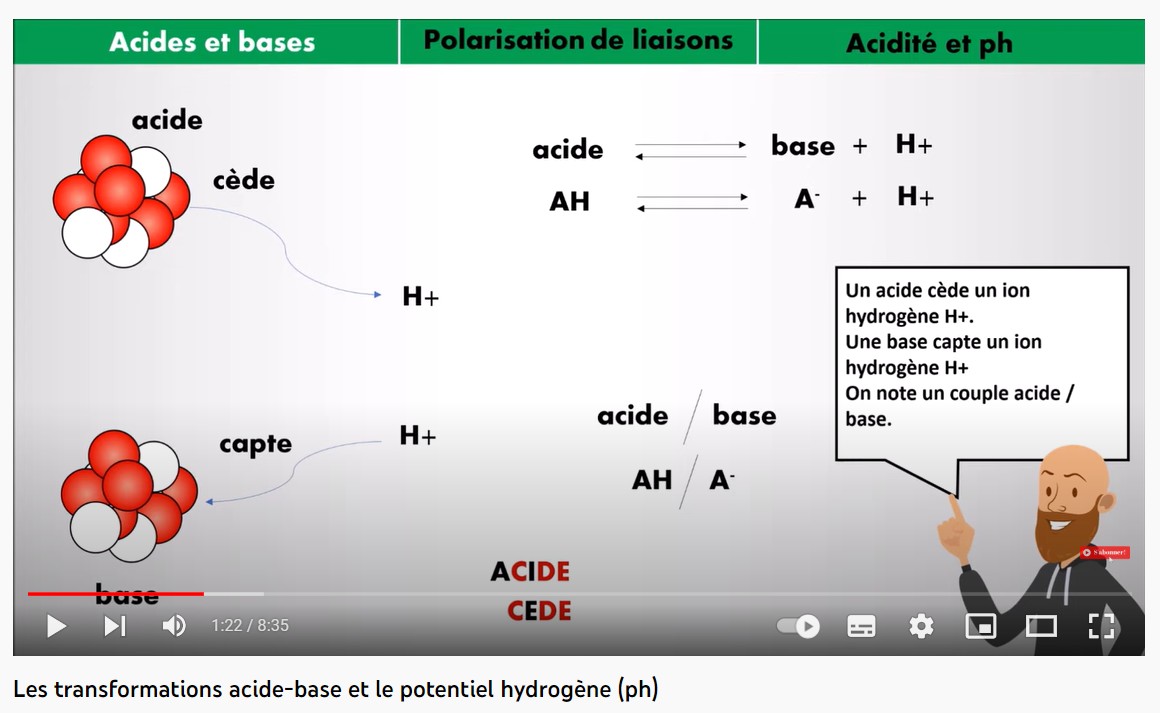 Acides et bases
Polarisation de liaisons
Acidité et ph
acide
cède
H+
acide base + H+
AH A- + H+
Un acide cède un ion
hydrogène H+.
Une base capte un ion
hydrogène H+
On note un couple acide /
base.
capte
H+
base
acide / base
AH / A-
ACIDE
CEDE
S'abonner!
1:22 / 8:35
Les transformations acide-base et le potentiel hydrogène (ph)